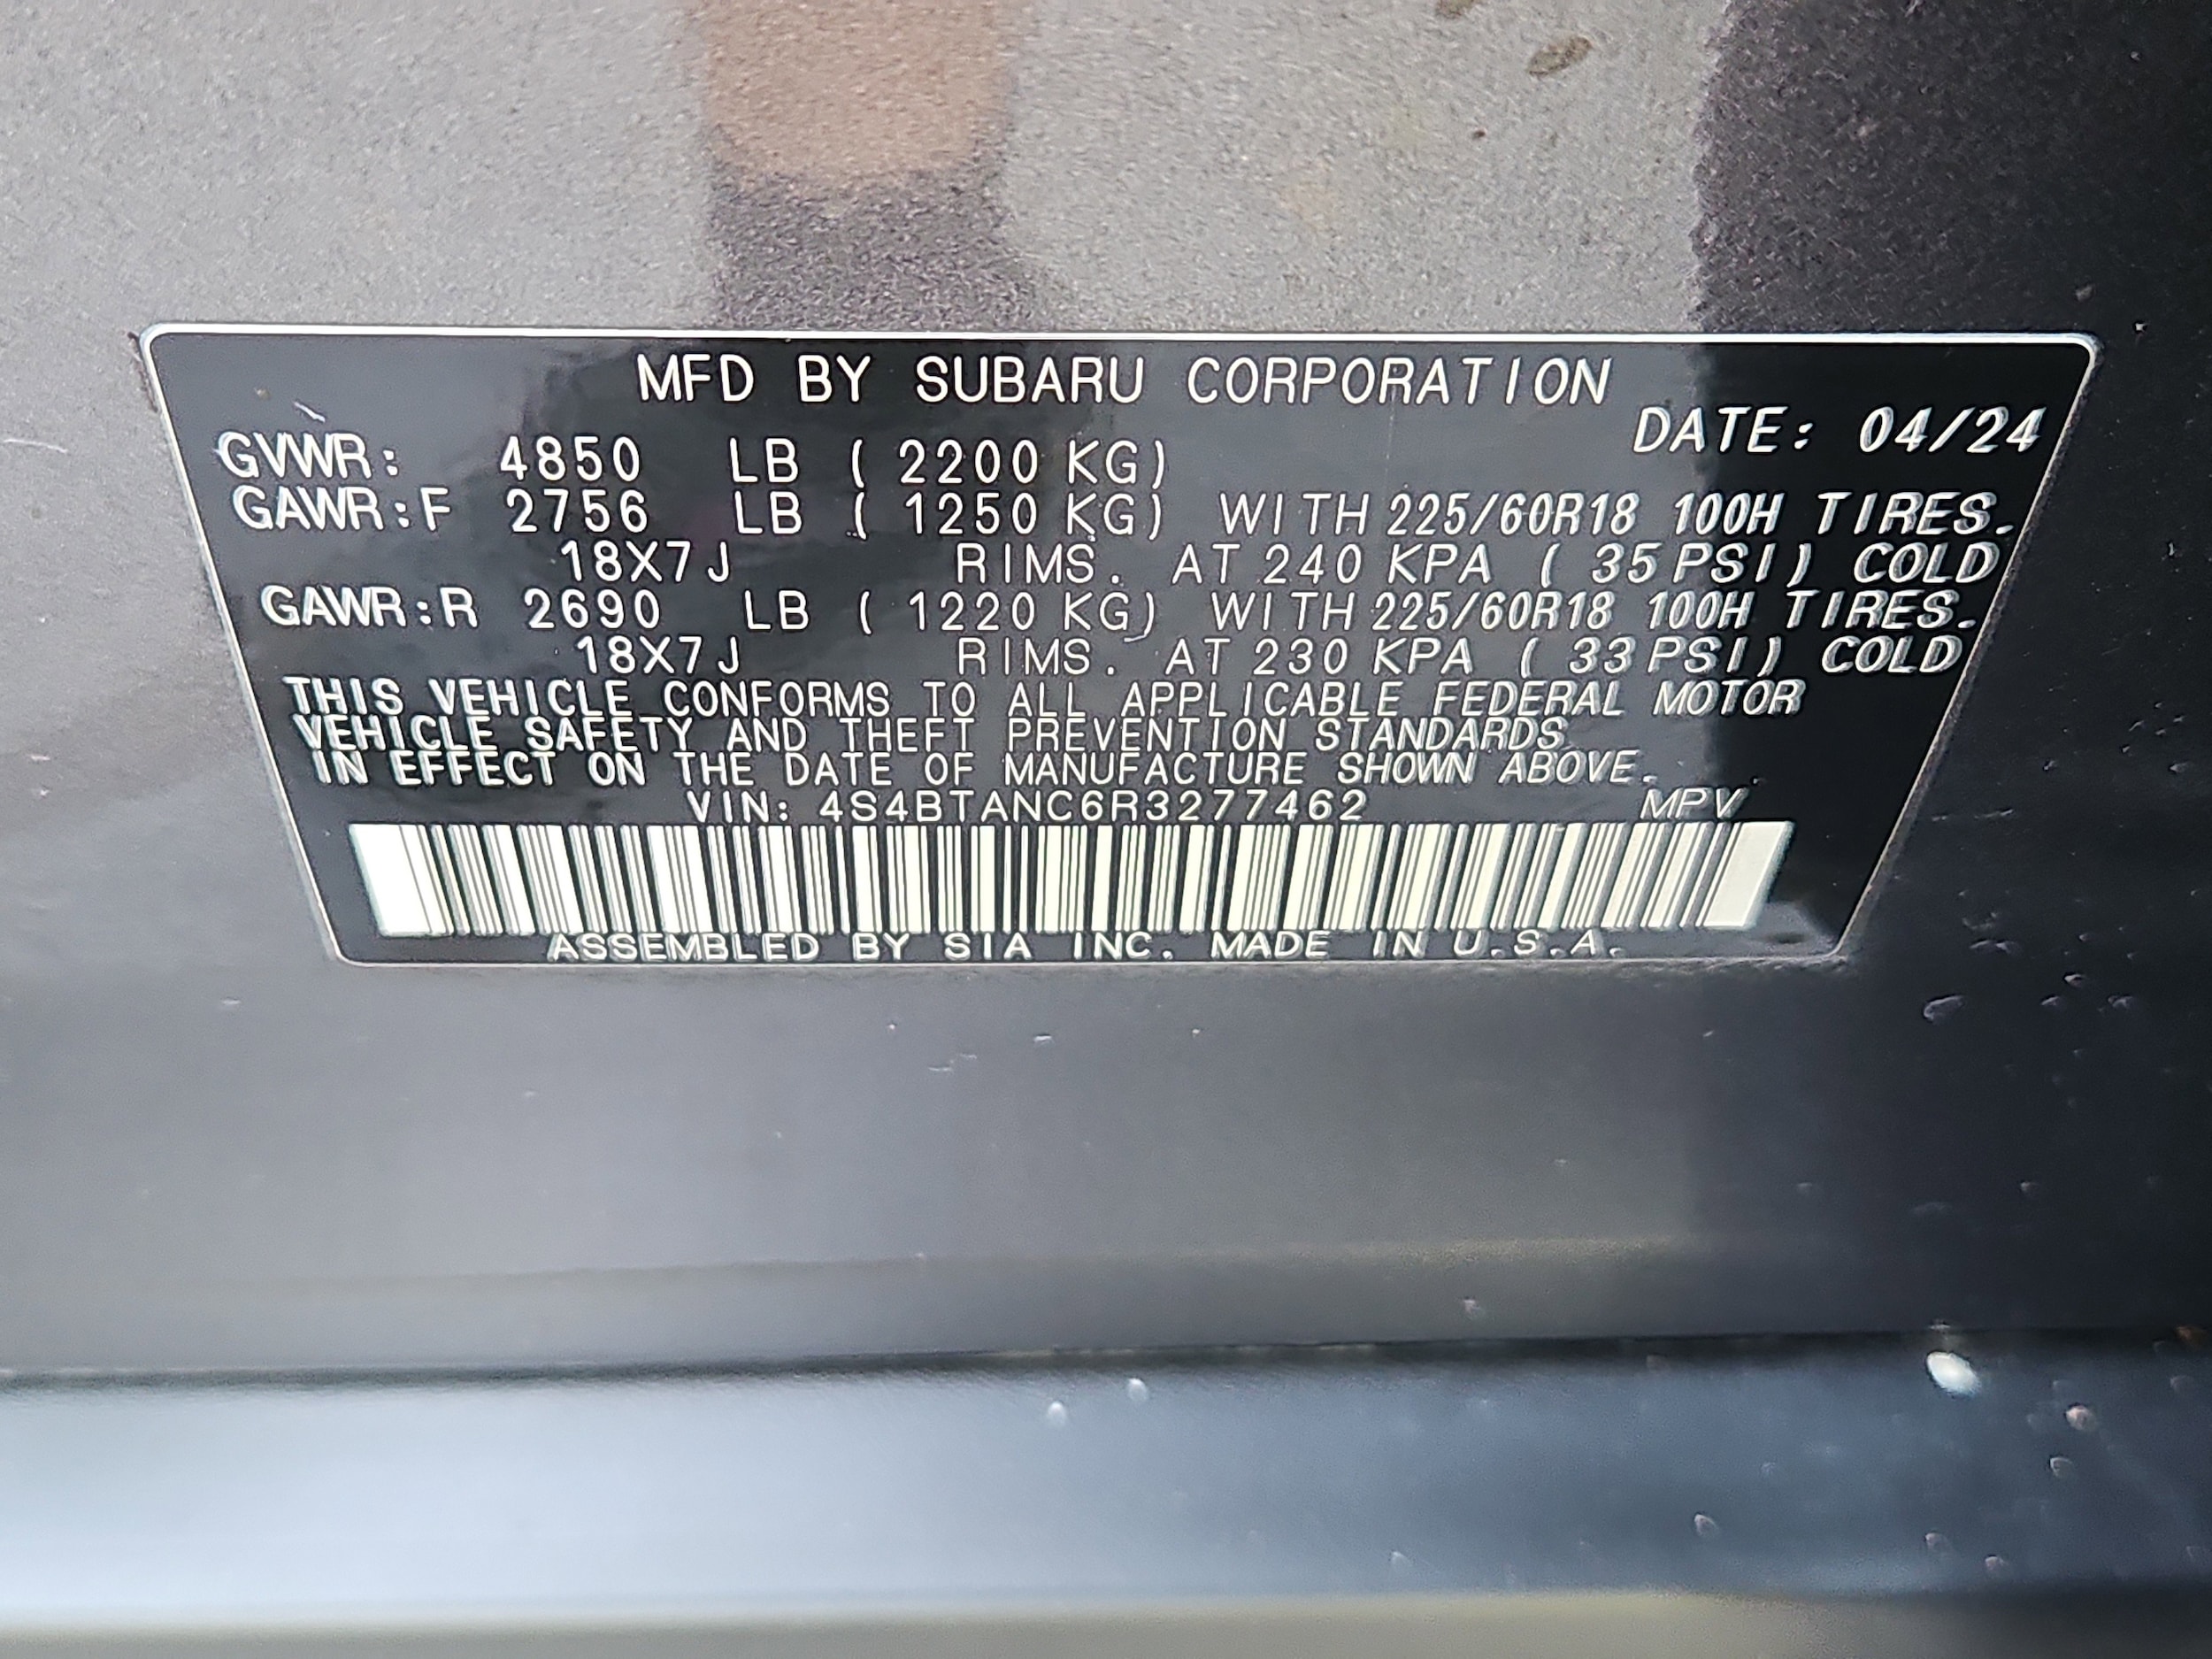 MFD BY SUBARU CORPORATION
DATE: 04/24
GVWR: 4850 LB ( 2200 KG)
GAWR:F 2756 LB ( 1250 KG) WITH 225/60R18 100H TIRES.
18X7J RIMS. AT 240 KPA ( 35 PSI) COLD
GAWR:R 2690 LB ( 1220 KG) WITH 225/60R18 100H TIRES.
18X7J RIMS. AT 230 KPA ( 33 PSI) COLD
THIS VEHICLE CONFORMS TO ALL APPLICABLE FEDERAL MOTOR
VEHICLE SAFETY AND THEFT PREVENTION STANDARDS
IN EFFECT ON THE DATE OF MANUFACTURE SHOWN ABOVE.
VIN: 4S4BTANC6R3277462 MPV
ASSEMBLED BY SIA INC. MADE IN U.S.A.